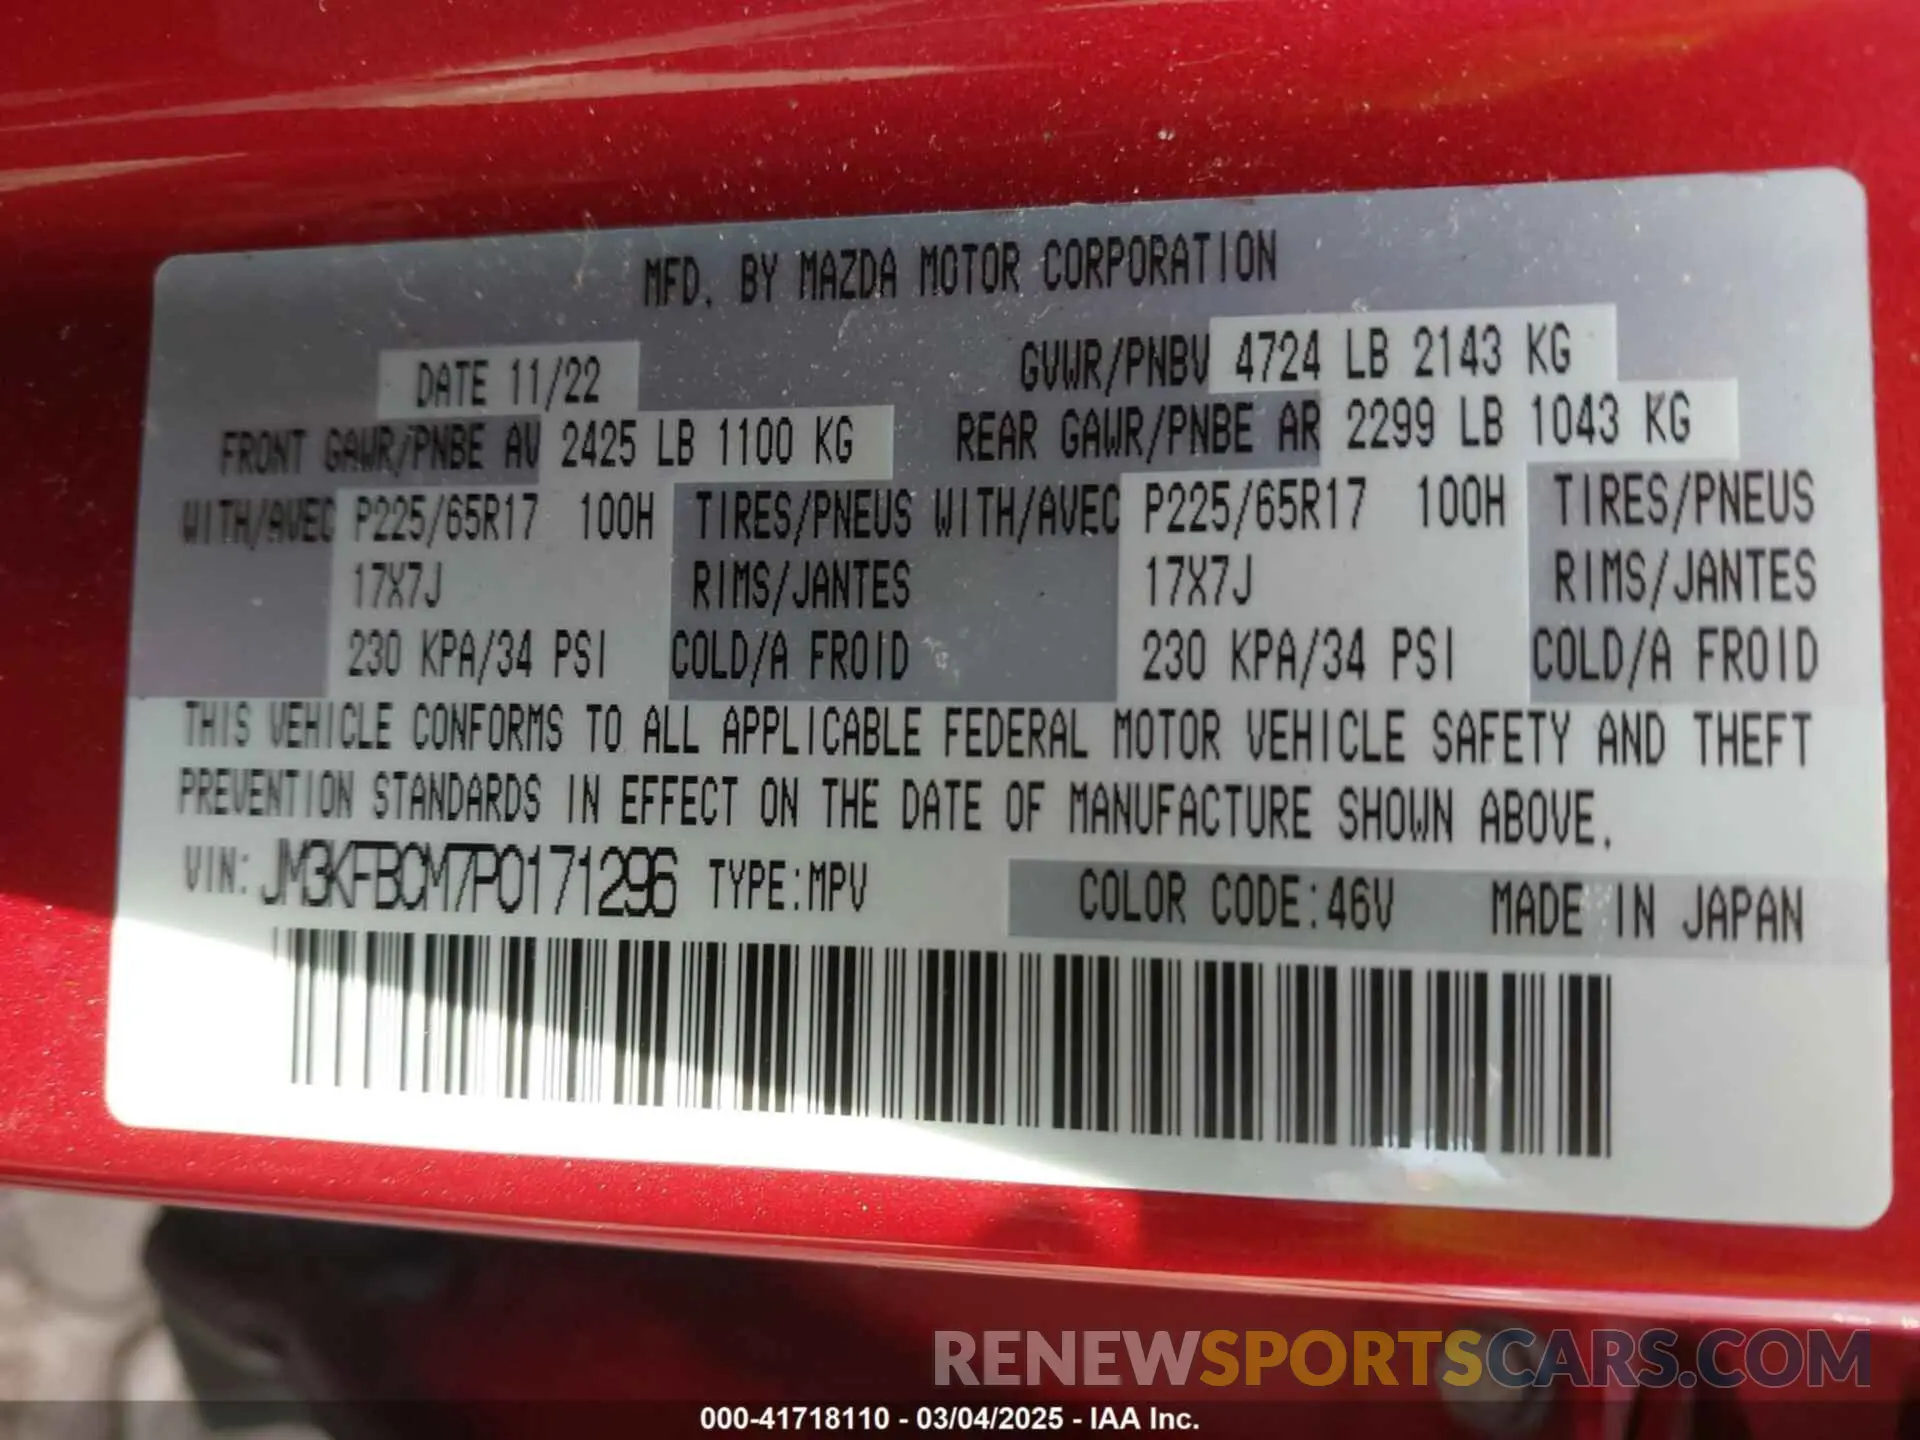 MFD. BY MAZDA MOTOR CORPORATION
DATE 11/22 GVWR/PNBV 4724 LB 2143 KG
FRONT GAWR/PNBE AV 2425 LB 1100 KG REAR GAWR/PNBE AR 2299 LB 1043 KG
WITH/AVEC P225/65R17 100H TIRES/PNEUS WITH/AVEC P225/65R17 100H TIRES/PNEUS
17X7J RIMS/JANTES 17X7J RIMS/JANTES
230 KPA/34 PSI COLD/A FROID 230 KPA/34 PSI COLD/A FROID
THIS VEHICLE CONFORMS TO ALL APPLICABLE FEDERAL MOTOR VEHICLE SAFETY AND THEFT
PREVENTION STANDARDS IN EFFECT ON THE DATE OF MANUFACTURE SHOWN ABOVE.
VIN: JM3KFBCM7P0171296 TYPE:MPV COLOR CODE:46V MADE IN JAPAN
RENEWSPORTSCARS.COM
000-41718110 - 03/04/2025 - IAA Inc.